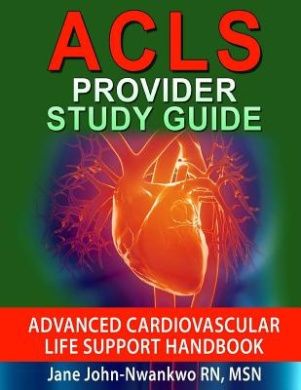 ACLS
PROVIDER
STUDY GUIDE
ADVANCED CARDIOVASCULAR
LIFE SUPPORT HANDBOOK
Jane John-Nwankwo RN, MSN